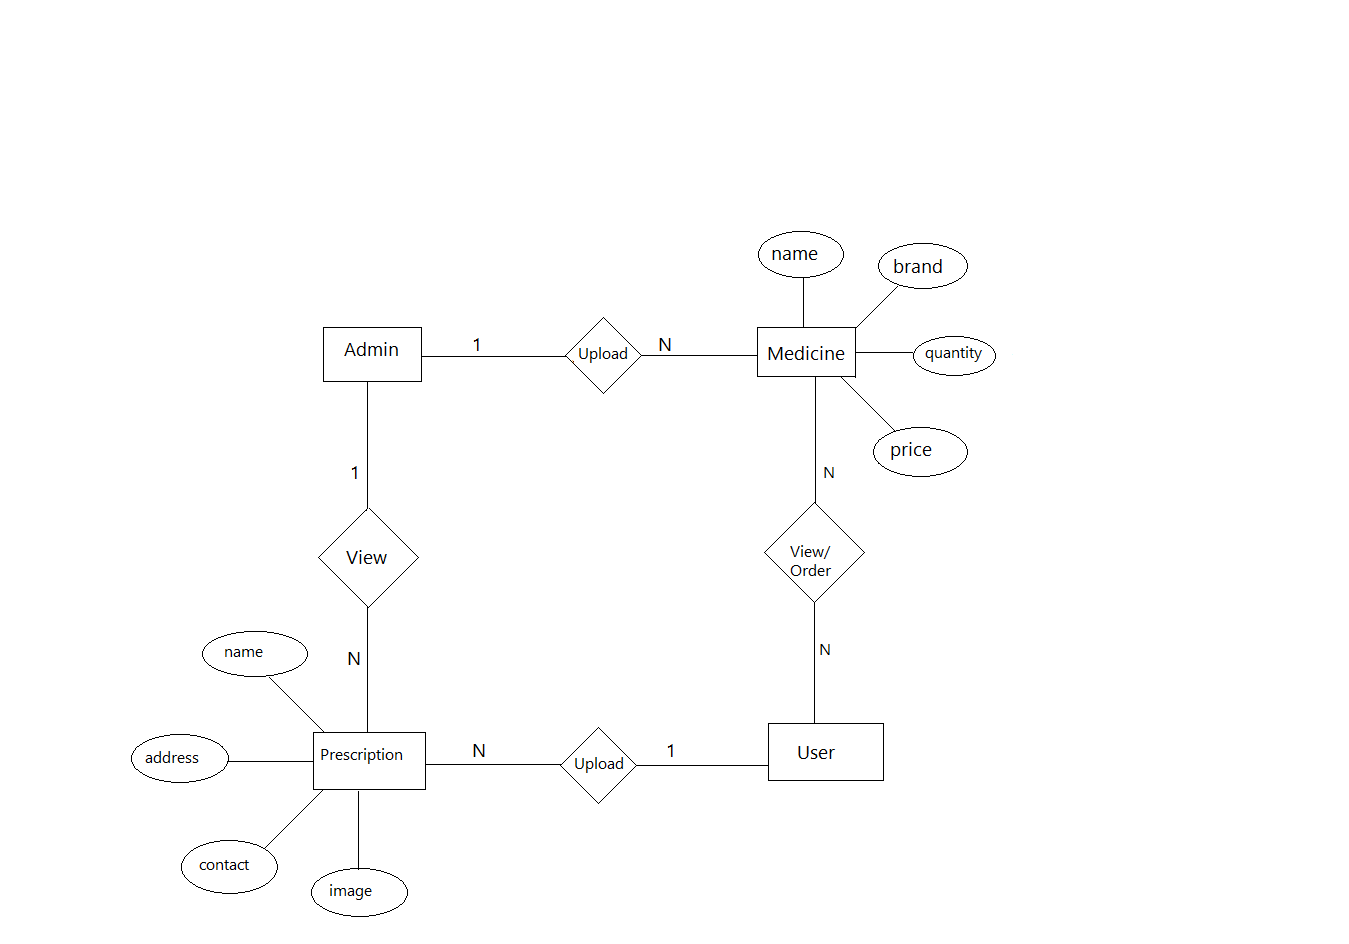 name
brand
Admin
1
Upload
N
Medicine
quantity
price
1
N
View
View/
Order
name
N
N
address
Prescription
N
Upload
1
User
contact
image